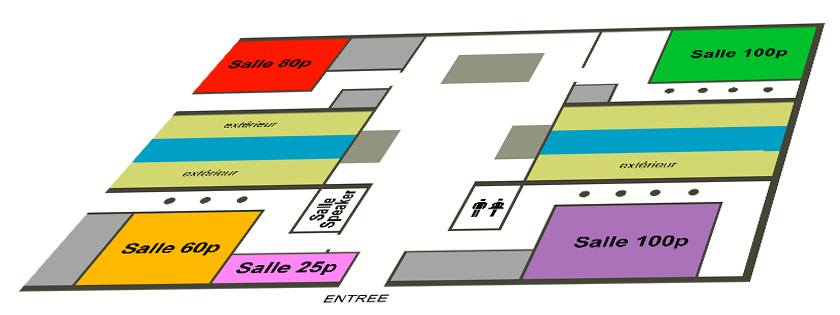 Salle 80p
Salle 100p
extérieur
extérieur
extérieur
Salle
Speaker
Salle 60p
Salle 100p
Salle 25p
ENTREE